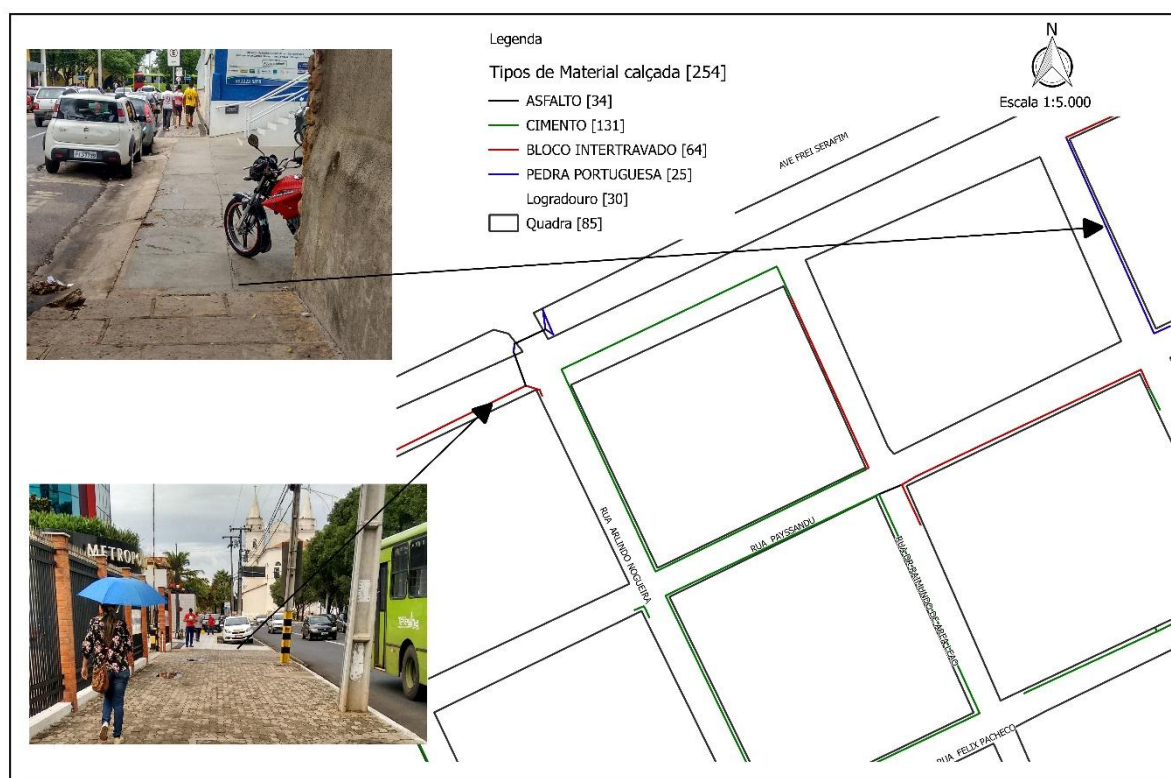 Legenda
Tipos de Material calçada [254]
ASFALTO [34]
CIMENTO [131]
BLOCO INTERTRAVADO [64]
PEDRA PORTUGUESA [25]
Logradouro [30]
Quadra [85]
N
Escala 1:5.000
AVE FREI SERAFIM
RUA ARLINDO NOGUEIRA
RUA PAYSSANDU
RUA FELIX PACHECO
METROPO